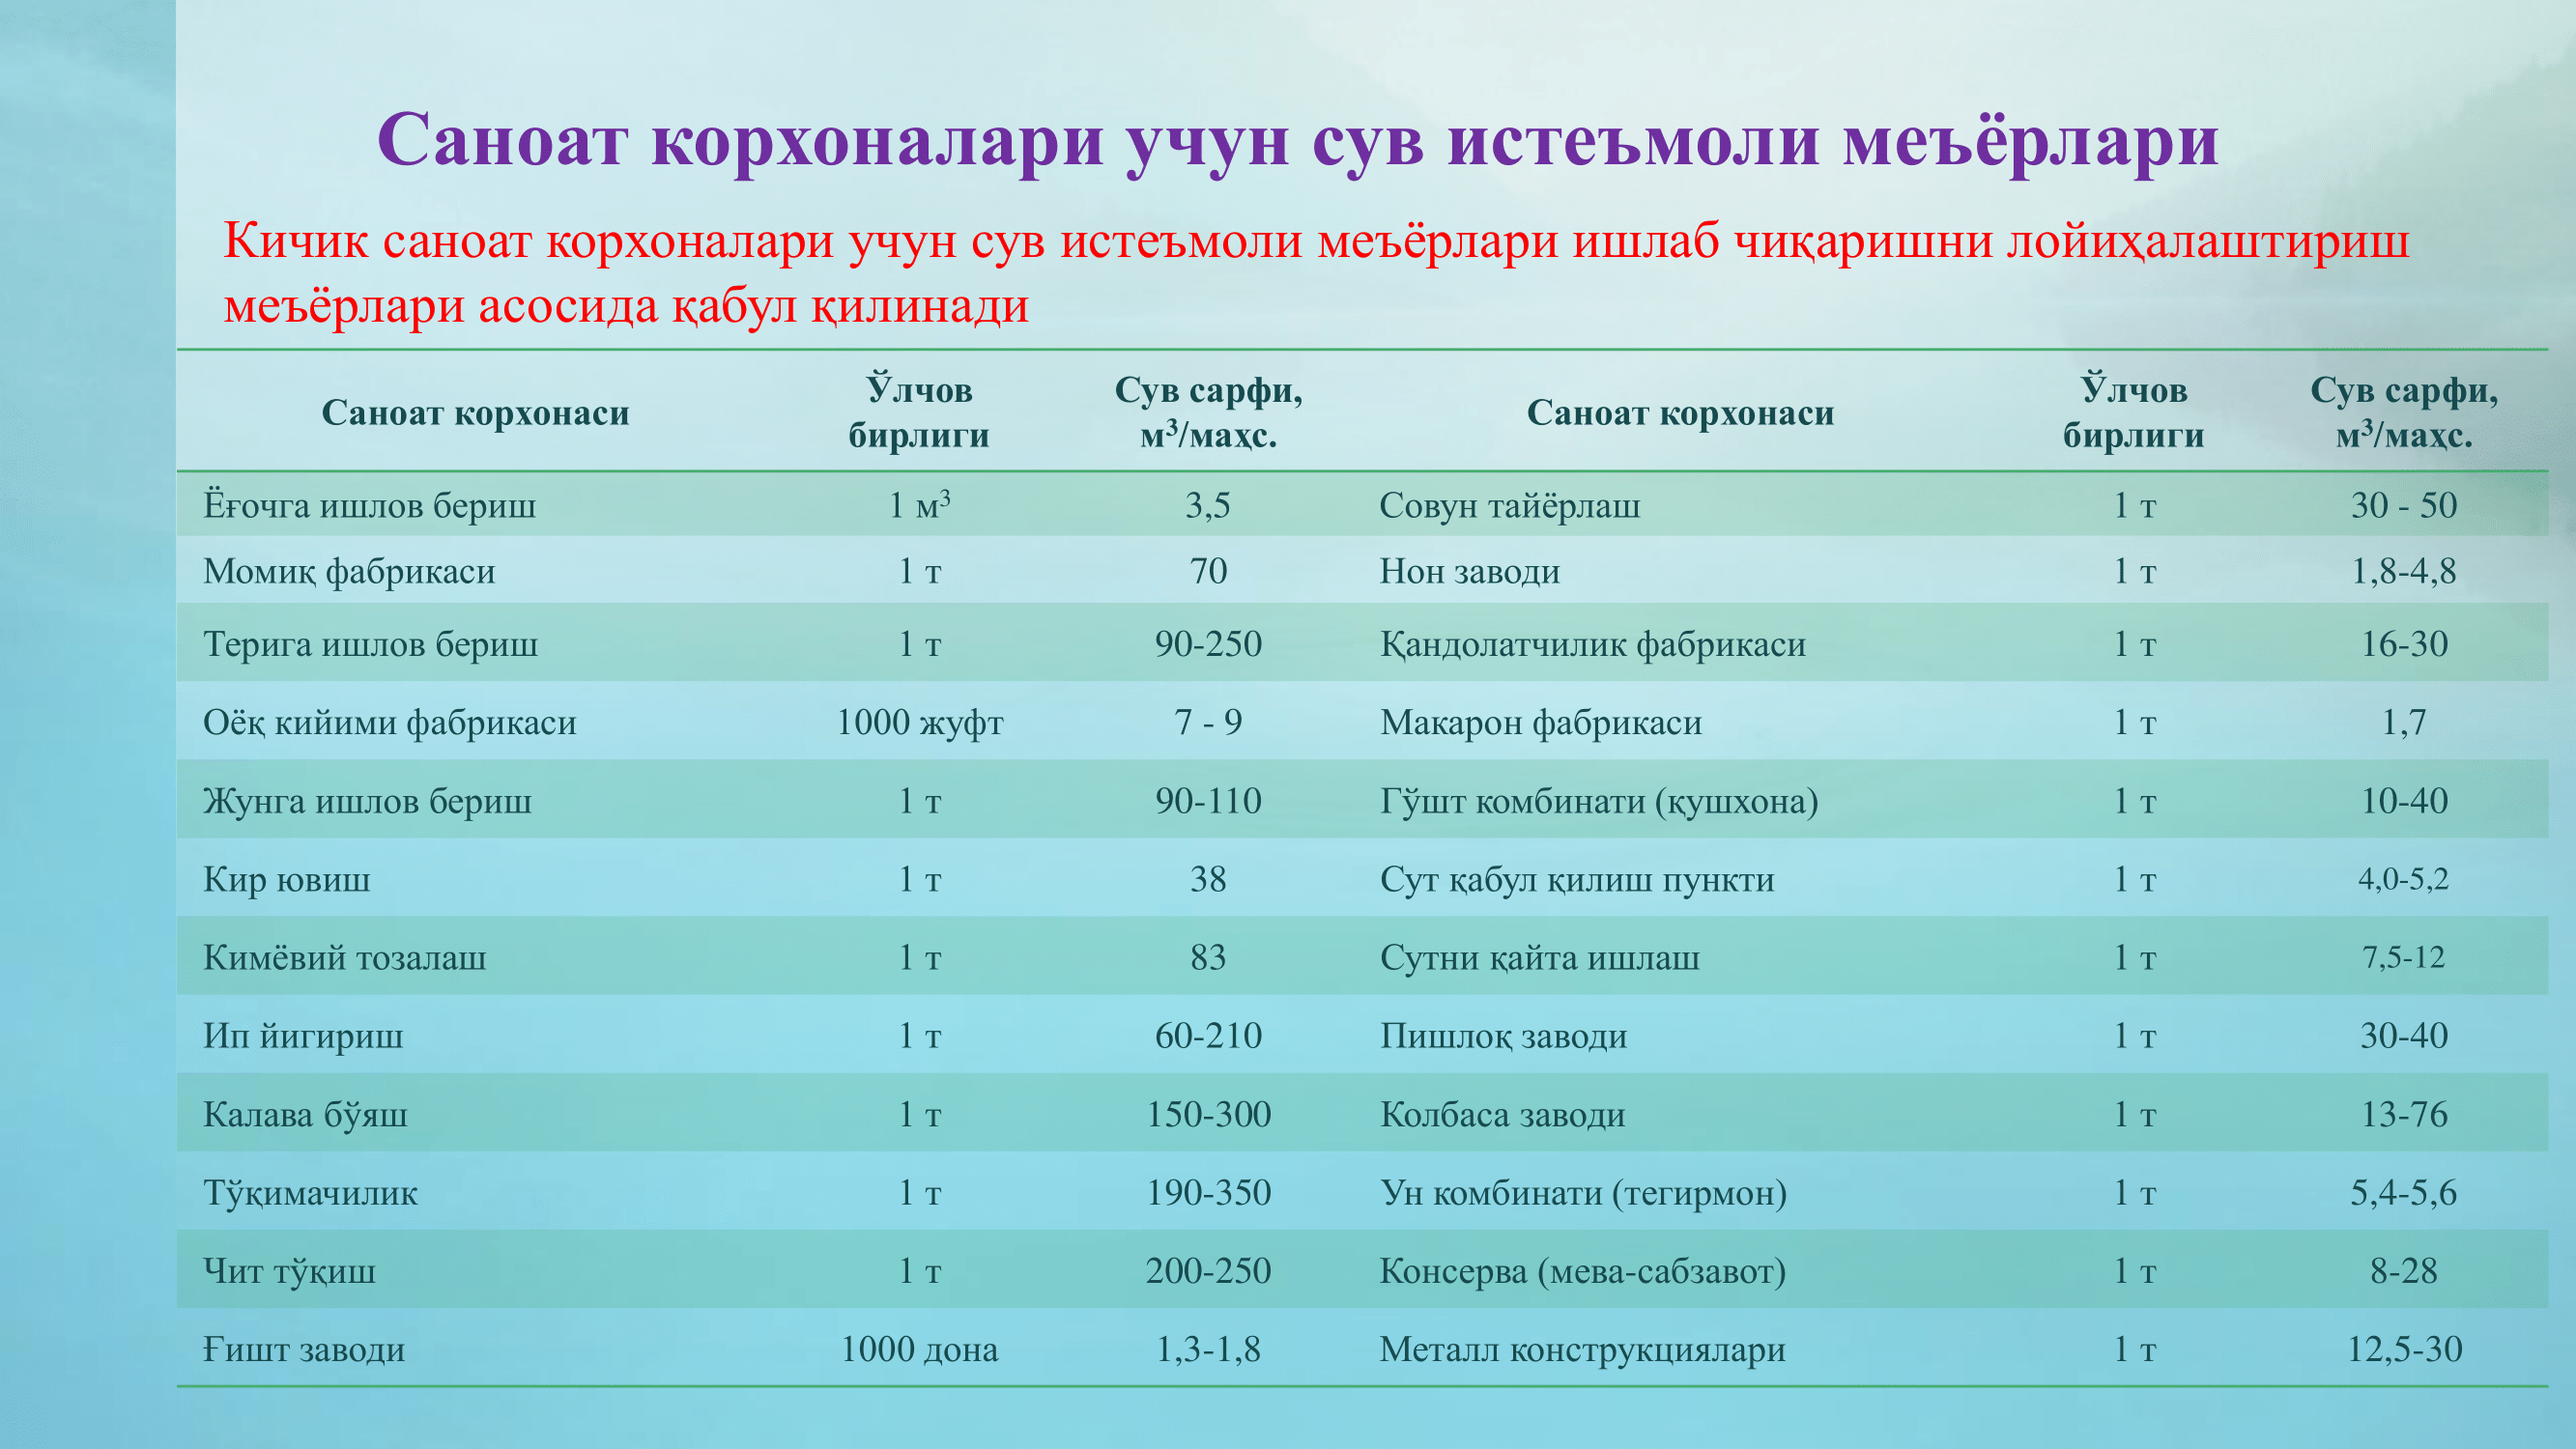 Саноат корхоналари учун сув истеъмоли меъёрлари
Кичик саноат корхоналари учун сув истеъмоли меъёрлари ишлаб чиқаришни лойиҳалаштириш
меъёрлари асосида қабул қилинади
Саноат корхонаси Ўлчов бирлиги Сув сарфи, м³/маҳс. Саноат корхонаси Ўлчов бирлиги Сув сарфи, м³/маҳс.
Ёғочга ишлов бериш 1 м³ 3,5 Совун тайёрлаш 1 т 30 - 50
Момиқ фабрикаси 1 т 70 Нон заводи 1 т 1,8-4,8
Терига ишлов бериш 1 т 90-250 Қандолатчилик фабрикаси 1 т 16-30
Оёқ кийими фабрикаси 1000 жуфт 7 - 9 Макарон фабрикаси 1 т 1,7
Жунга ишлов бериш 1 т 90-110 Гўшт комбинати (қушхона) 1 т 10-40
Кир ювиш 1 т 38 Сут қабул қилиш пункти 1 т 4,0-5,2
Кимёвий тозалаш 1 т 83 Сутни қайта ишлаш 1 т 7,5-12
Ип йигириш 1 т 60-210 Пишлоқ заводи 1 т 30-40
Калава бўяш 1 т 150-300 Колбаса заводи 1 т 13-76
Тўқимачилик 1 т 190-350 Ун комбинати (тегирмон) 1 т 5,4-5,6
Чит тўқиш 1 т 200-250 Консерва (мева-сабзавот) 1 т 8-28
Ғишт заводи 1000 дона 1,3-1,8 Металл конструкциялари 1 т 12,5-30